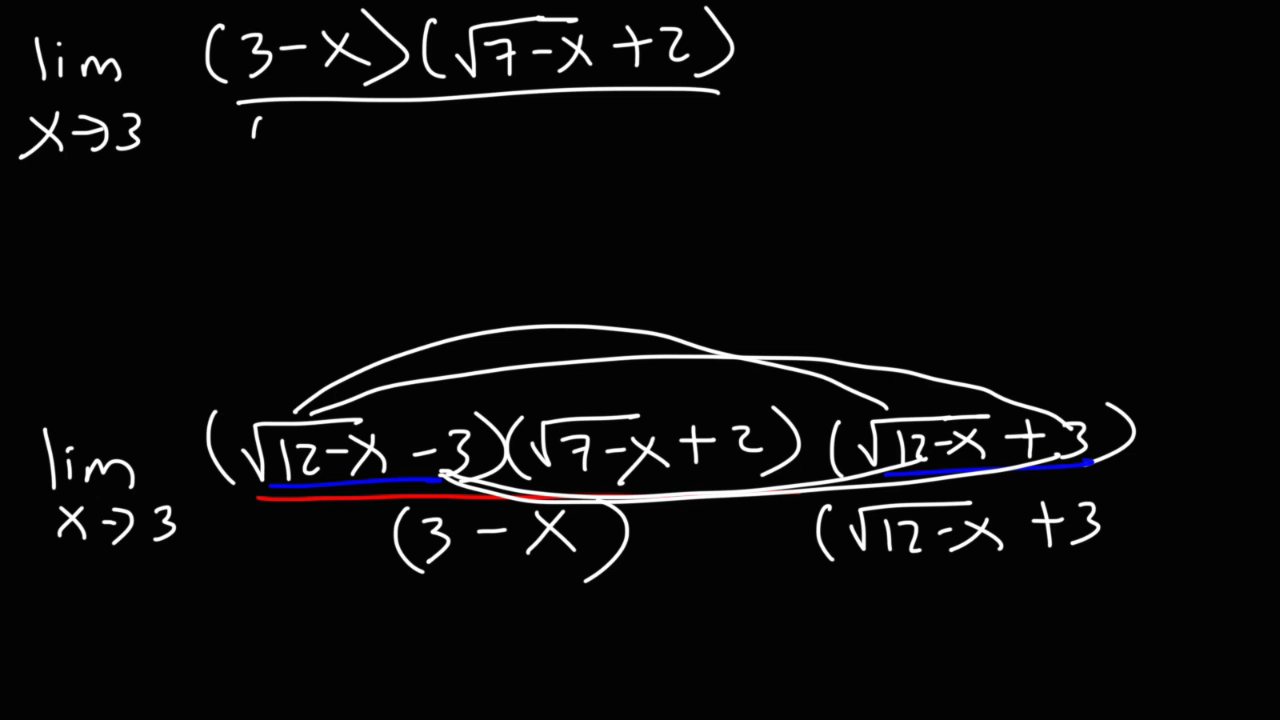 lim (3-x)(√7-x +2)
x→3 (
lim (√12-x -3)(√7-x +2) (√12-x +3)
x→3 (3 - x) (√12-x +3